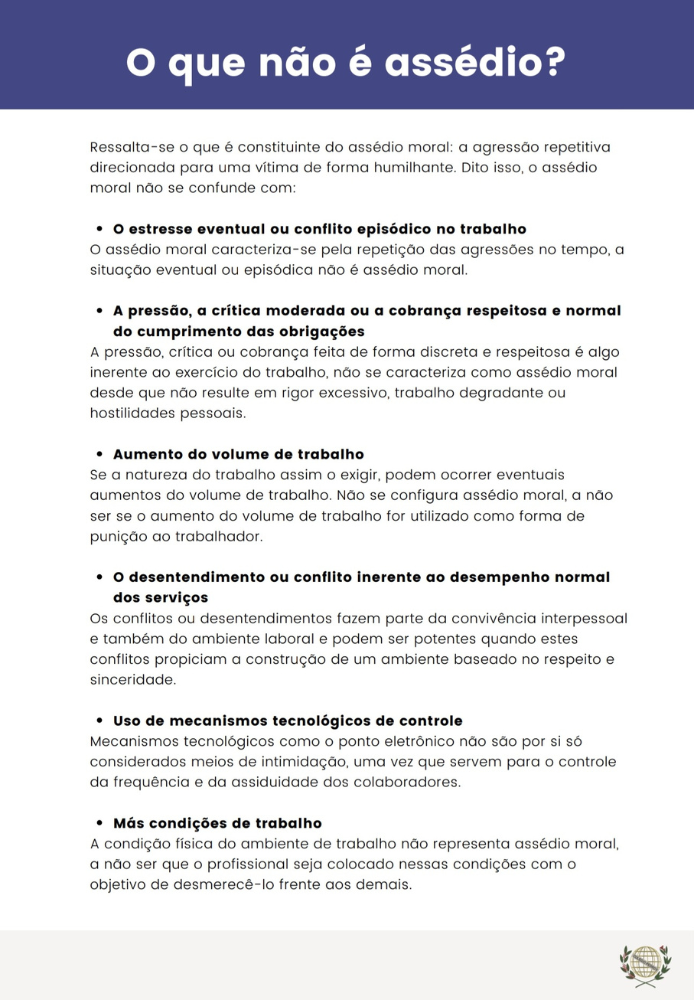 O que não é assédio?
Ressalta-se o que é constituinte do assédio moral: a agressão repetitiva
direcionada para uma vítima de forma humilhante. Dito isso, o assédio
moral não se confunde com:
• O estresse eventual ou conflito episódico no trabalho
O assédio moral caracteriza-se pela repetição das agressões no tempo, a
situação eventual ou episódica não é assédio moral.
• A pressão, a crítica moderada ou a cobrança respeitosa e normal
do cumprimento das obrigações
A pressão, crítica ou cobrança feita de forma discreta e respeitosa é algo
inerente ao exercício do trabalho, não se caracteriza como assédio moral
desde que não resulte em rigor excessivo, trabalho degradante ou
hostilidades pessoais.
• Aumento do volume de trabalho
Se a natureza do trabalho assim o exigir, podem ocorrer eventuais
aumentos do volume de trabalho. Não se configura assédio moral, a não
ser se o aumento do volume de trabalho for utilizado como forma de
punição ao trabalhador.
• O desentendimento ou conflito inerente ao desempenho normal
dos serviços
Os conflitos ou desentendimentos fazem parte da convivência interpessoal
e também do ambiente laboral e podem ser potentes quando estes
conflitos propiciam a construção de um ambiente baseado no respeito e
sinceridade.
• Uso de mecanismos tecnológicos de controle
Mecanismos tecnológicos como o ponto eletrônico não são por si só
considerados meios de intimidação, uma vez que servem para o controle
da frequência e da assiduidade dos colaboradores.
• Más condições de trabalho
A condição física do ambiente de trabalho não representa assédio moral,
a não ser que o profissional seja colocado nessas condições com o
objetivo de desmerecê-lo frente aos demais.